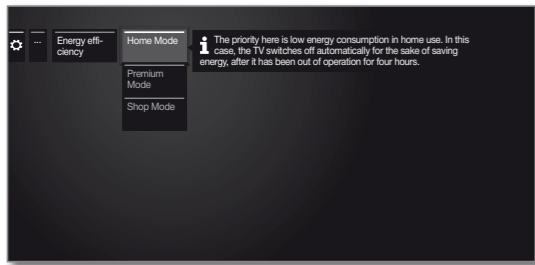 ...
Energy effi-
ciency
Home Mode
The priority here is low energy consumption in home use. In this
case, the TV switches off automatically for the sake of saving
energy, after it has been out of operation for four hours.
Premium
Mode
Shop Mode